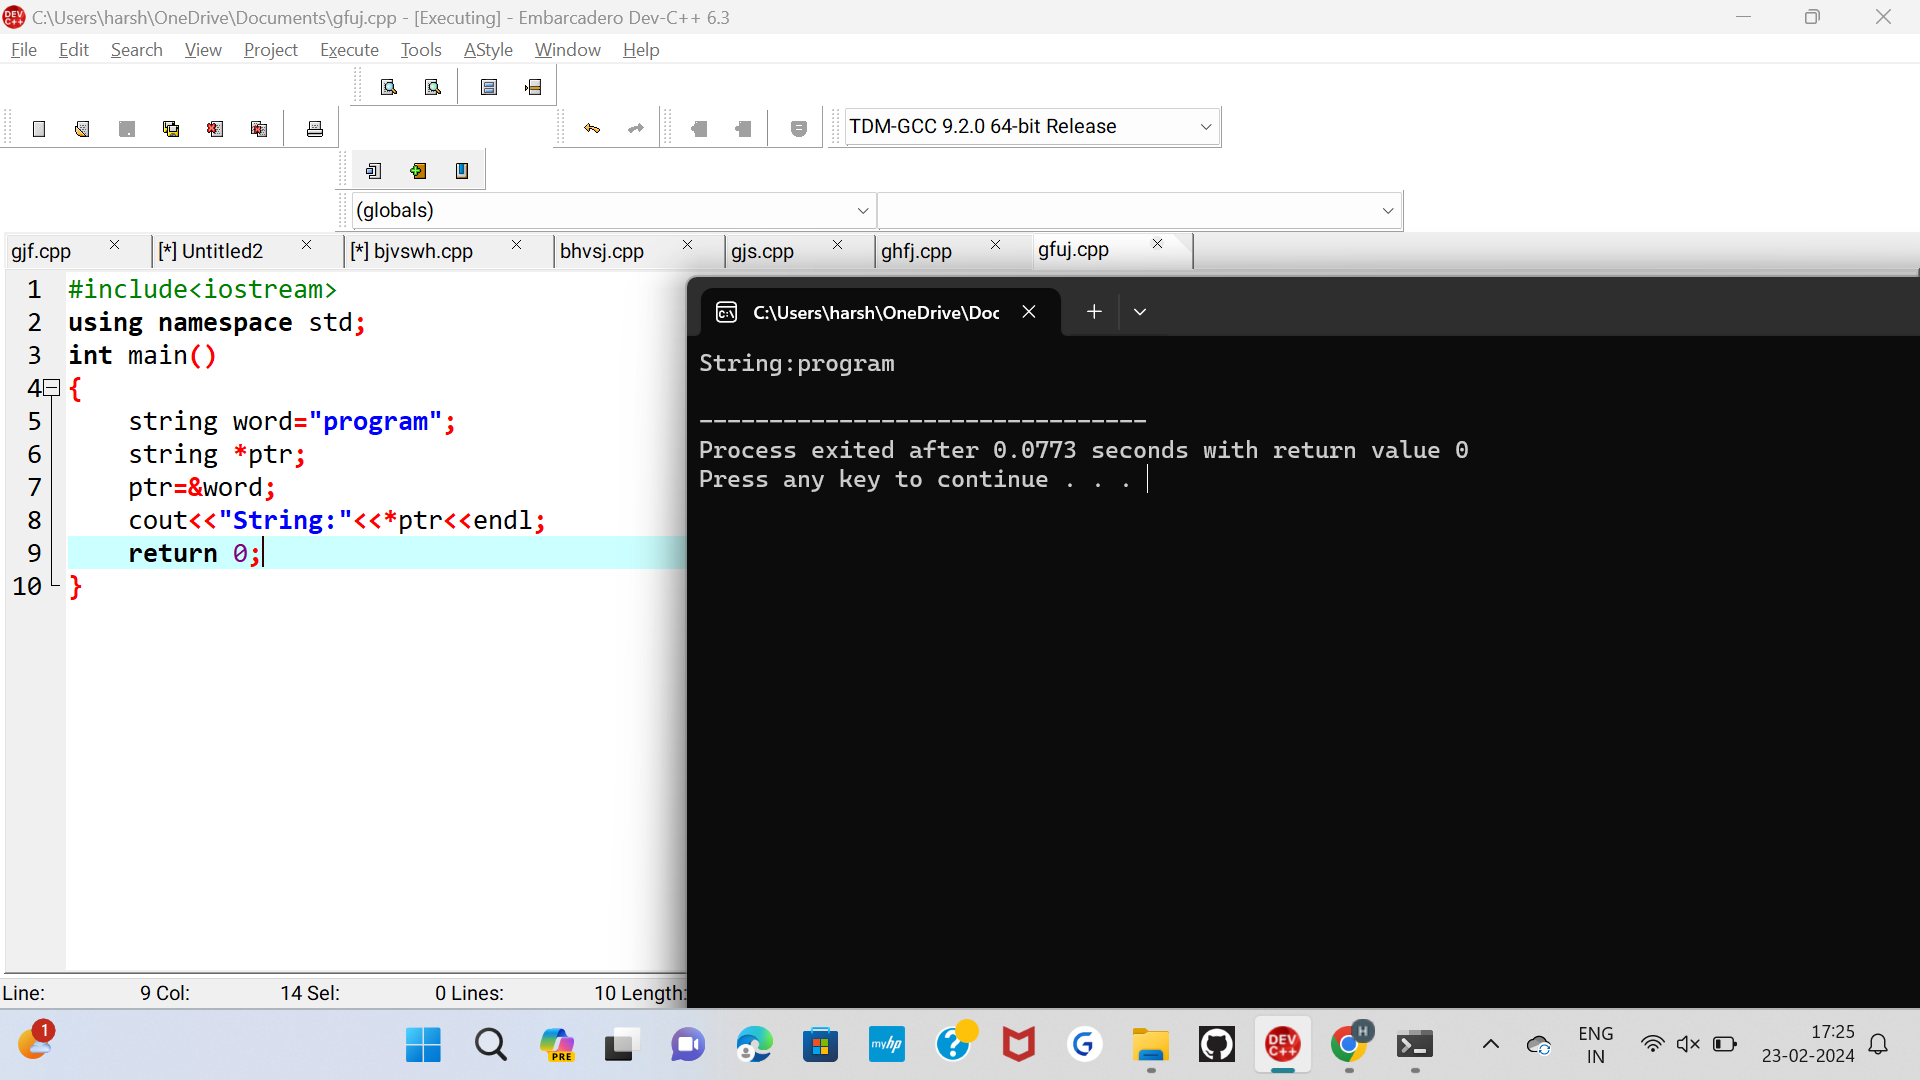 C:\Users\harsh\OneDrive\Documents\gfuj.cpp - [Executing] - Embarcadero Dev-C++ 6.3
File Edit Search View Project Execute Tools AStyle Window Help
TDM-GCC 9.2.0 64-bit Release
(globals)
gjf.cpp [*] Untitled2 [*] bjvswh.cpp bhvsj.cpp gjs.cpp ghfj.cpp gfuj.cpp
1 #include<iostream>
2 using namespace std;
3 int main()
4 {
5 string word="program";
6 string *ptr;
7 ptr=&word;
8 cout<<"String:"<<*ptr<<endl;
9 return 0;
10 }
C:\Users\harsh\OneDrive\Doc
String:program
--------------------------------
Process exited after 0.0773 seconds with return value 0
Press any key to continue . . .
Line: 9 Col: 14 Sel: 0 Lines: 10 Length:
1
PRE
myhp
G
DEV C++
H
ENG
IN
17:25
23-02-2024